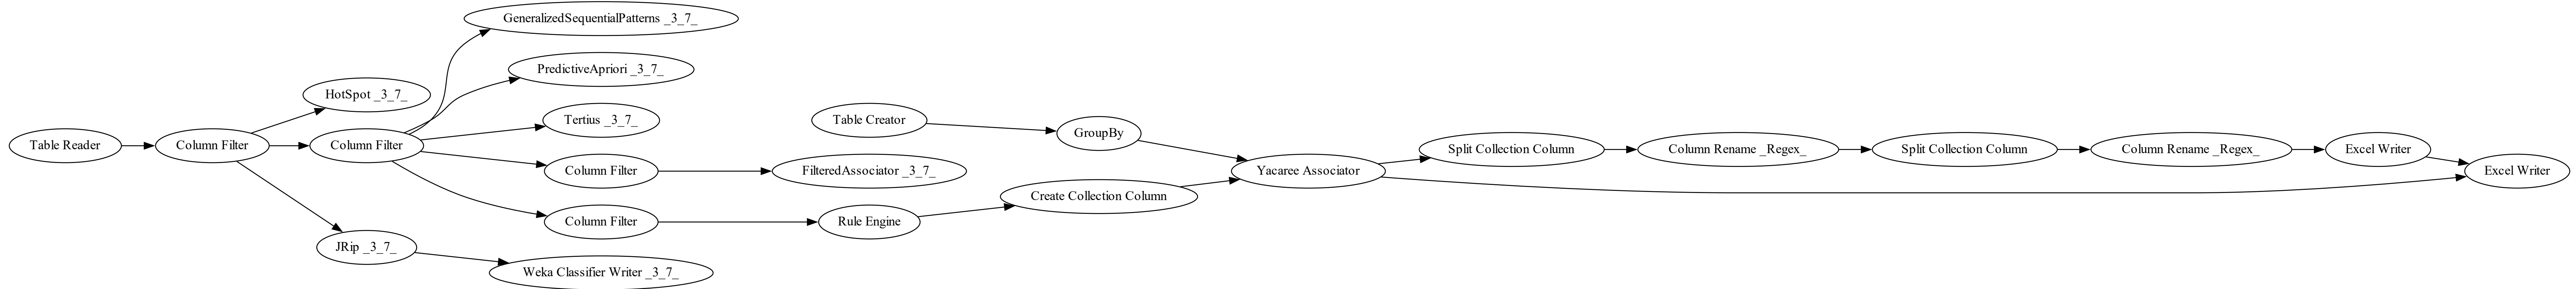 GeneralizedSequentialPatterns _3_7_
PredictiveApriori _3_7_
HotSpot _3_7_
Tertius _3_7_
Table Creator
GroupBy
Table Reader
Column Filter
Column Filter
Split Collection Column
Column Rename _Regex_
Split Collection Column
Column Rename _Regex_
Excel Writer
Column Filter
FilteredAssociator _3_7_
Yacaree Associator
Excel Writer
Create Collection Column
Column Filter
Rule Engine
JRip _3_7_
Weka Classifier Writer _3_7_